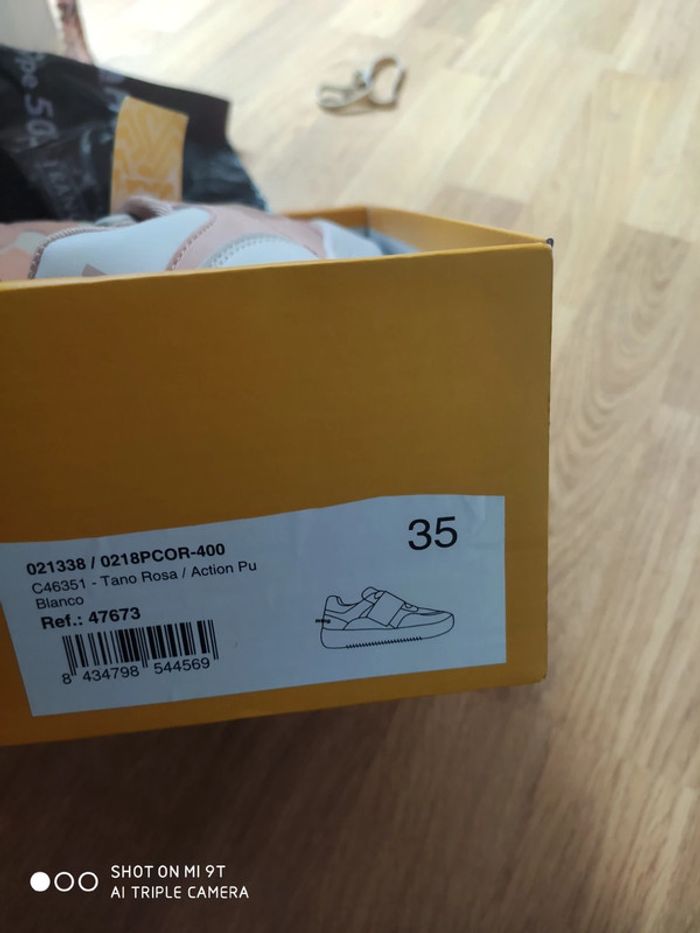 50
021338 / 0218PCOR-400
35
C46351 - Tano Rosa / Action Pu
Blanco
Ref.: 47673
8 434798 544569
SHOT ON MI 9T
AI TRIPLE CAMERA